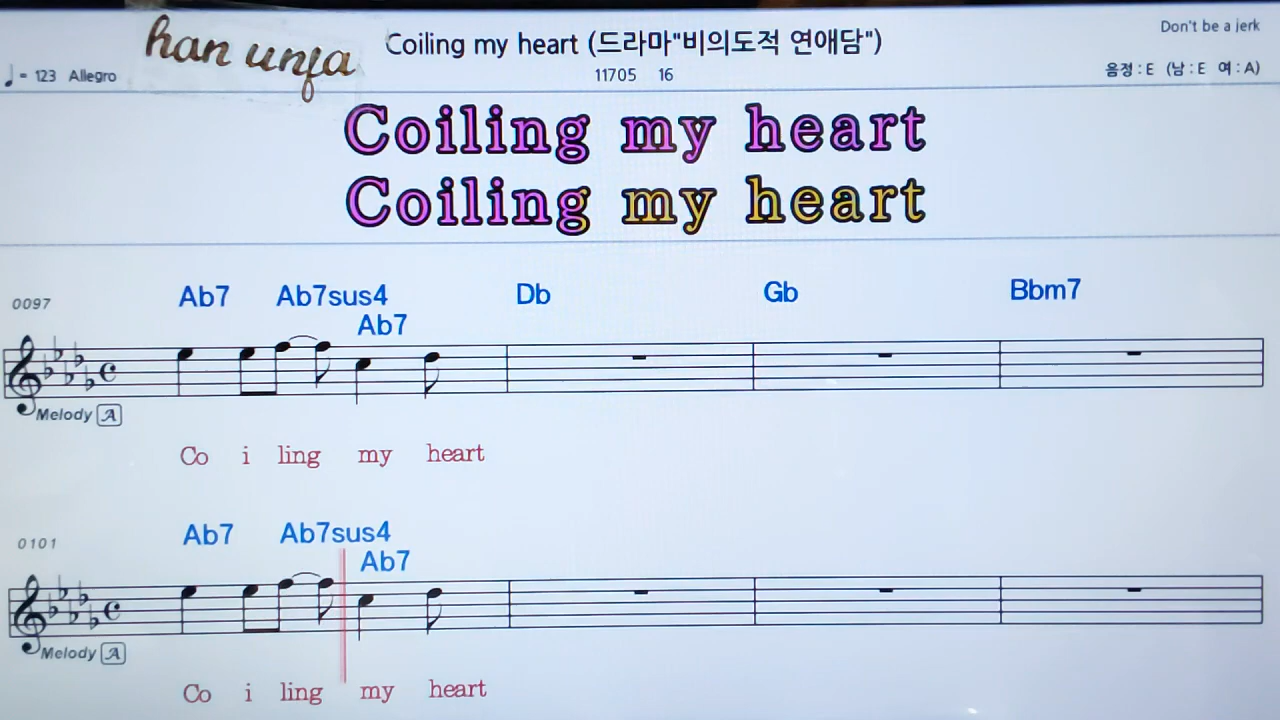 han unja
Coiling my heart (드라마"비의도적 연애담")
Don't be a jerk
♩= 123 Allegro
11705 16
음정 : E (남 : E 여 : A)
Coiling my heart
Coiling my heart
0097
Ab7 Ab7sus4 Db Gb Bbm7
Ab7
Melody A
Co i ling my heart
0101
Ab7 Ab7sus4
Ab7
Melody A
Co i ling my heart